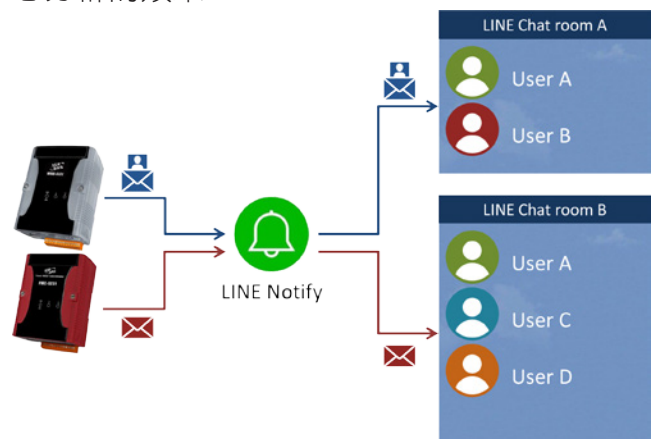 LINE Chat room A
User A
User B
LINE Notify
LINE Chat room B
User A
User C
User D